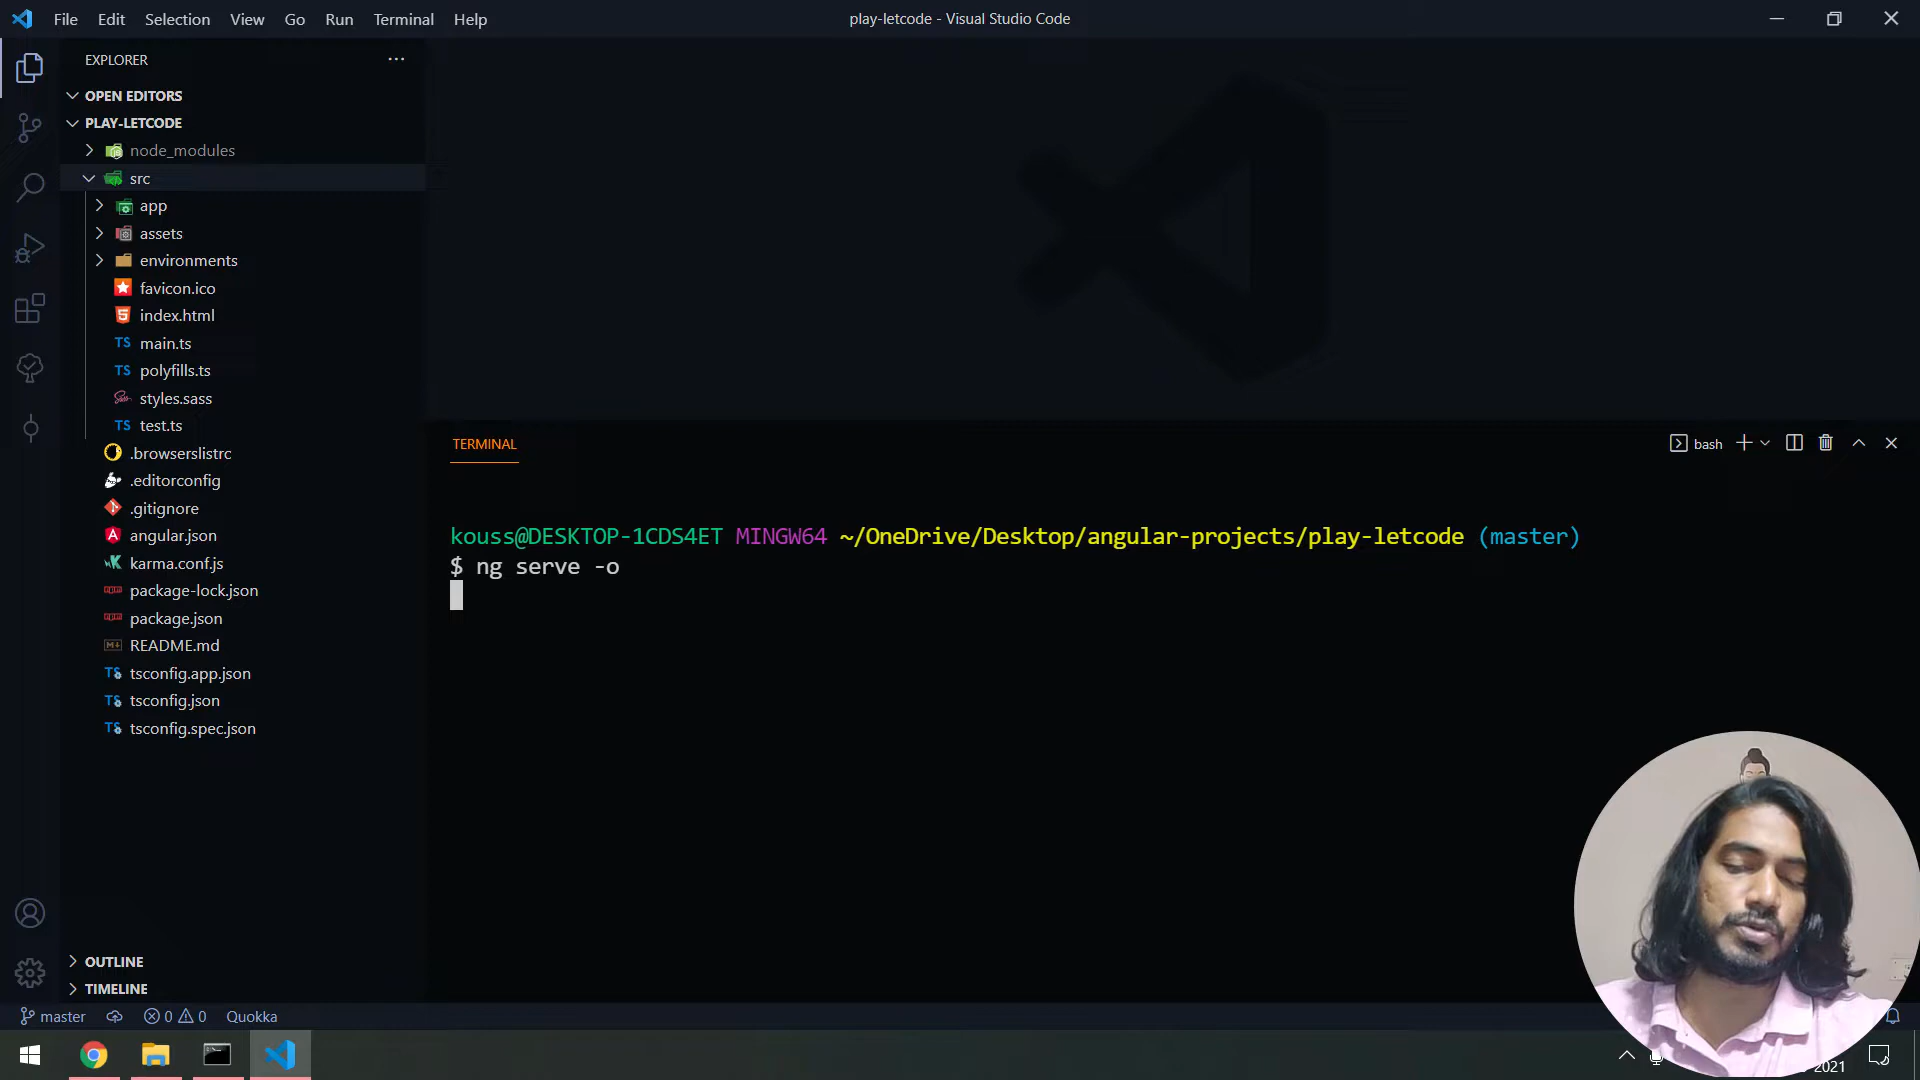 File Edit Selection View Go Run Terminal Help
play-letcode - Visual Studio Code
EXPLORER
OPEN EDITORS
PLAY-LETCODE
node_modules
src
app
assets
environments
favicon.ico
index.html
TS main.ts
TS polyfills.ts
styles.sass
TS test.ts
.browserslistrc
.editorconfig
.gitignore
angular.json
karma.conf.js
package-lock.json
package.json
README.md
tsconfig.app.json
tsconfig.json
tsconfig.spec.json
OUTLINE
TIMELINE
TERMINAL
bash
kouss@DESKTOP-1CDS4ET MINGW64 ~/OneDrive/Desktop/angular-projects/play-letcode (master)
$ ng serve -o
master 0 0 Quokka
2021